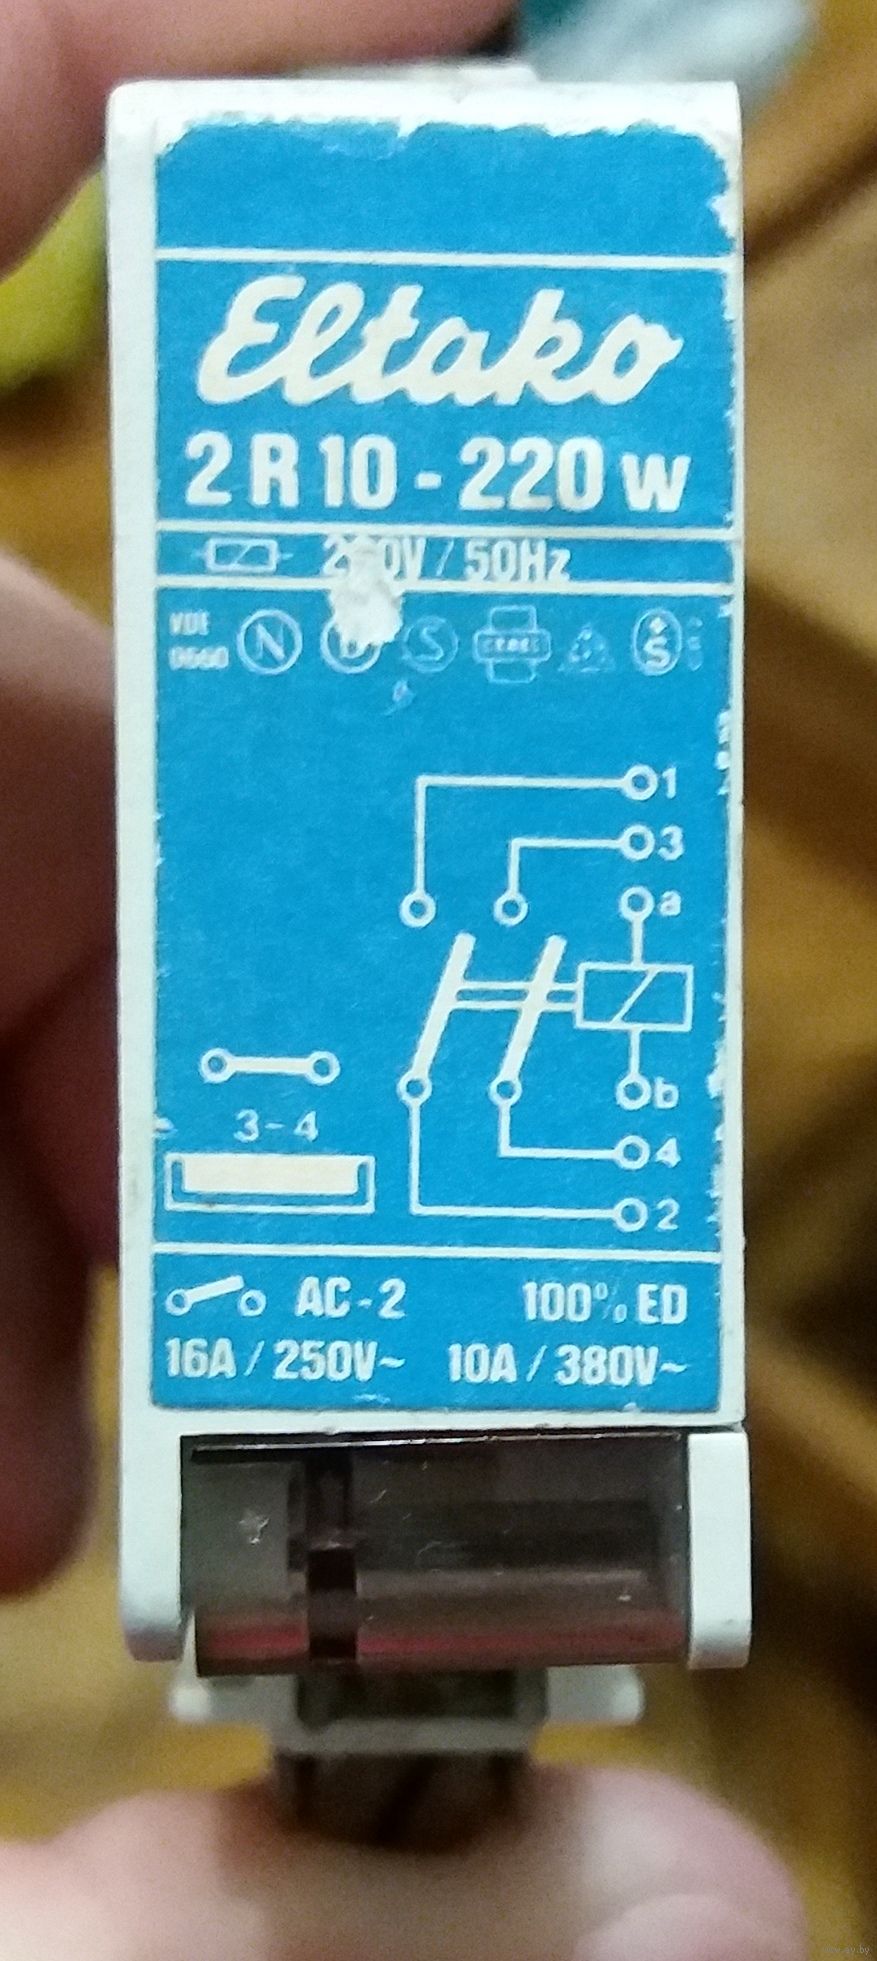 Eltako
2 R 10 - 220 w
/ 50Hz
VDE
0660
N
D
S
+
S
1
3
a
b
3-4
4
2
AC-2 100% ED
16A / 250V~ 10A / 380V~